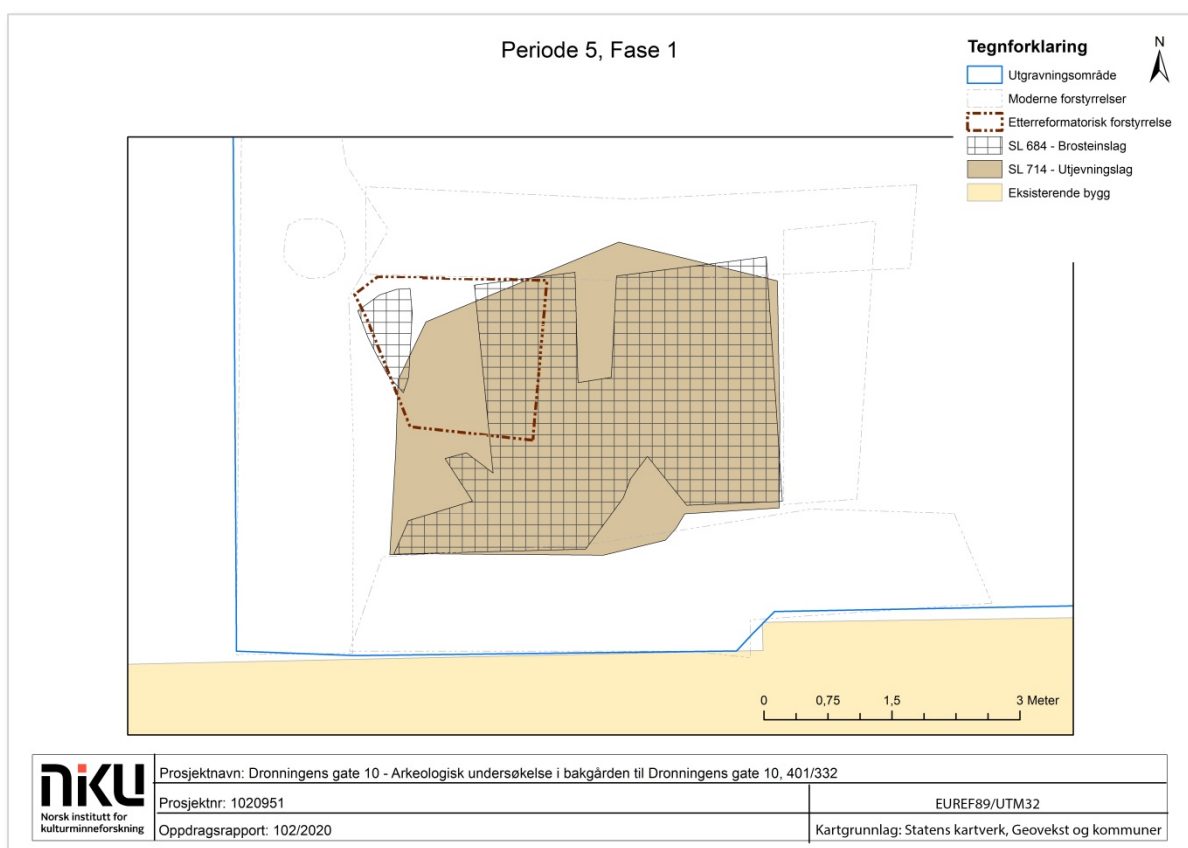 Periode 5, Fase 1
Tegnforklaring
N
Utgravningsområde
Moderne forstyrrelser
Etterreformatorisk forstyrrelse
SL 684 - Brosteinslag
SL 714 - Utjevningslag
Eksisterende bygg
0 0,75 1,5 3 Meter
NIKU
Norsk institutt for
kulturminneforskning
Prosjektnavn: Dronningens gate 10 - Arkeologisk undersøkelse i bakgården til Dronningens gate 10, 401/332
Prosjektnr: 1020951
EUREF89/UTM32
Oppdragsrapport: 102/2020
Kartgrunnlag: Statens kartverk, Geovekst og kommuner